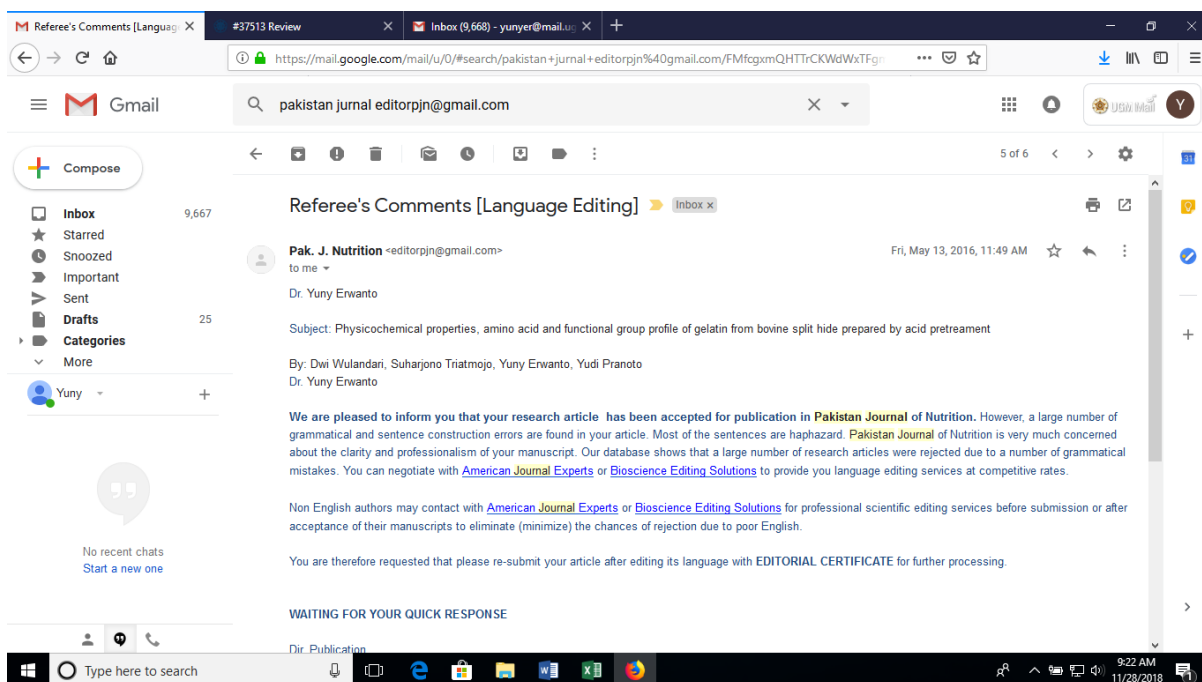 Referee's Comments [Languag
#37513 Review
Inbox (9,668) - yunyer@mail.ug
https://mail.google.com/mail/u/0/#search/pakistan+jurnal+editorpjn%40gmail.com/FMfcgxmQHTTrCKWdWxTFgn
Gmail
pakistan jurnal editorpjn@gmail.com
UGM Mail
Y
Compose
5 of 6
31
Inbox 9,667
Starred
Snoozed
Important
Sent
Drafts 25
Categories
More
Yuny
No recent chats
Start a new one
Referee's Comments [Language Editing] Inbox x
Pak. J. Nutrition <editorpjn@gmail.com> Fri, May 13, 2016, 11:49 AM
to me
Dr. Yuny Erwanto
Subject: Physicochemical properties, amino acid and functional group profile of gelatin from bovine split hide prepared by acid pretreament
By: Dwi Wulandari, Suharjono Triatmojo, Yuny Erwanto, Yudi Pranoto
Dr. Yuny Erwanto
We are pleased to inform you that your research article has been accepted for publication in Pakistan Journal of Nutrition. However, a large number of
grammatical and sentence construction errors are found in your article. Most of the sentences are haphazard. Pakistan Journal of Nutrition is very much concerned
about the clarity and professionalism of your manuscript. Our database shows that a large number of research articles were rejected due to a number of grammatical
mistakes. You can negotiate with American Journal Experts or Bioscience Editing Solutions to provide you language editing services at competitive rates.
Non English authors may contact with American Journal Experts or Bioscience Editing Solutions for professional scientific editing services before submission or after
acceptance of their manuscripts to eliminate (minimize) the chances of rejection due to poor English.
You are therefore requested that please re-submit your article after editing its language with EDITORIAL CERTIFICATE for further processing.
WAITING FOR YOUR QUICK RESPONSE
Dir. Publication
Type here to search
9:22 AM
11/28/2018